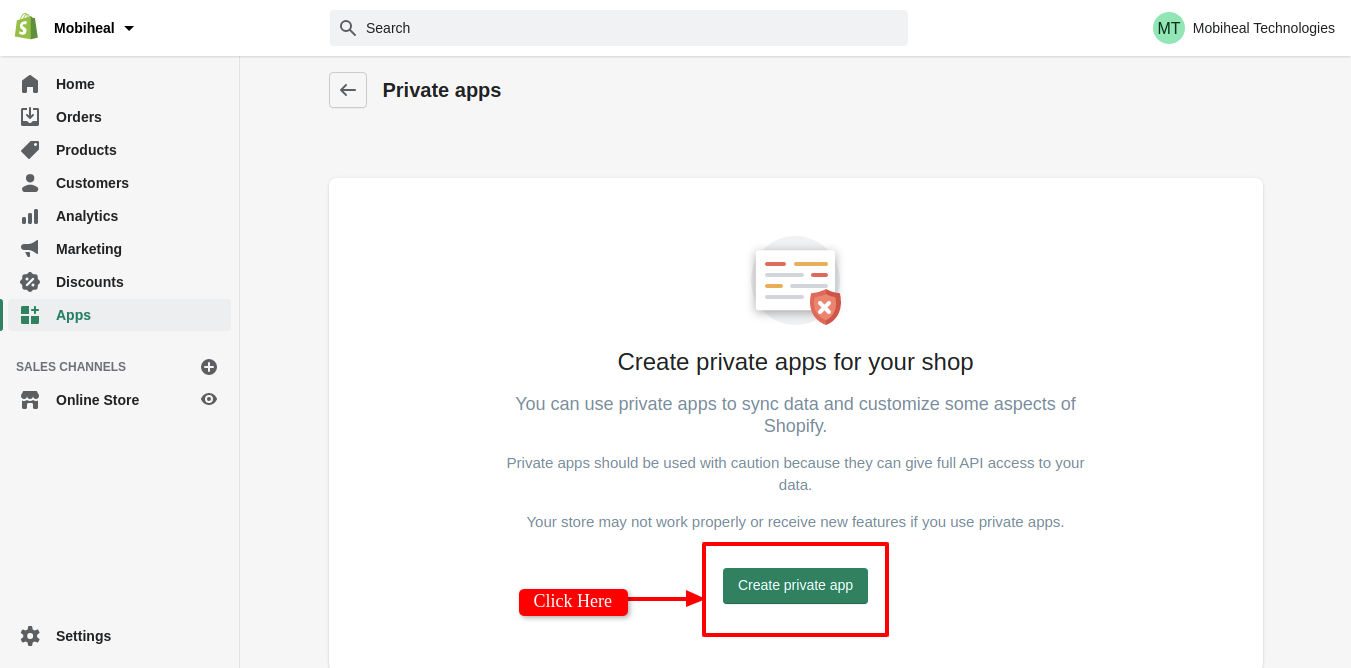 Mobiheal
Search
MT Mobiheal Technologies
Home
Orders
Products
Customers
Analytics
Marketing
Discounts
Apps
SALES CHANNELS
Online Store
Settings
Private apps
Create private apps for your shop
You can use private apps to sync data and customize some aspects of
Shopify.
Private apps should be used with caution because they can give full API access to your
data.
Your store may not work properly or receive new features if you use private apps.
Create private app
Click Here